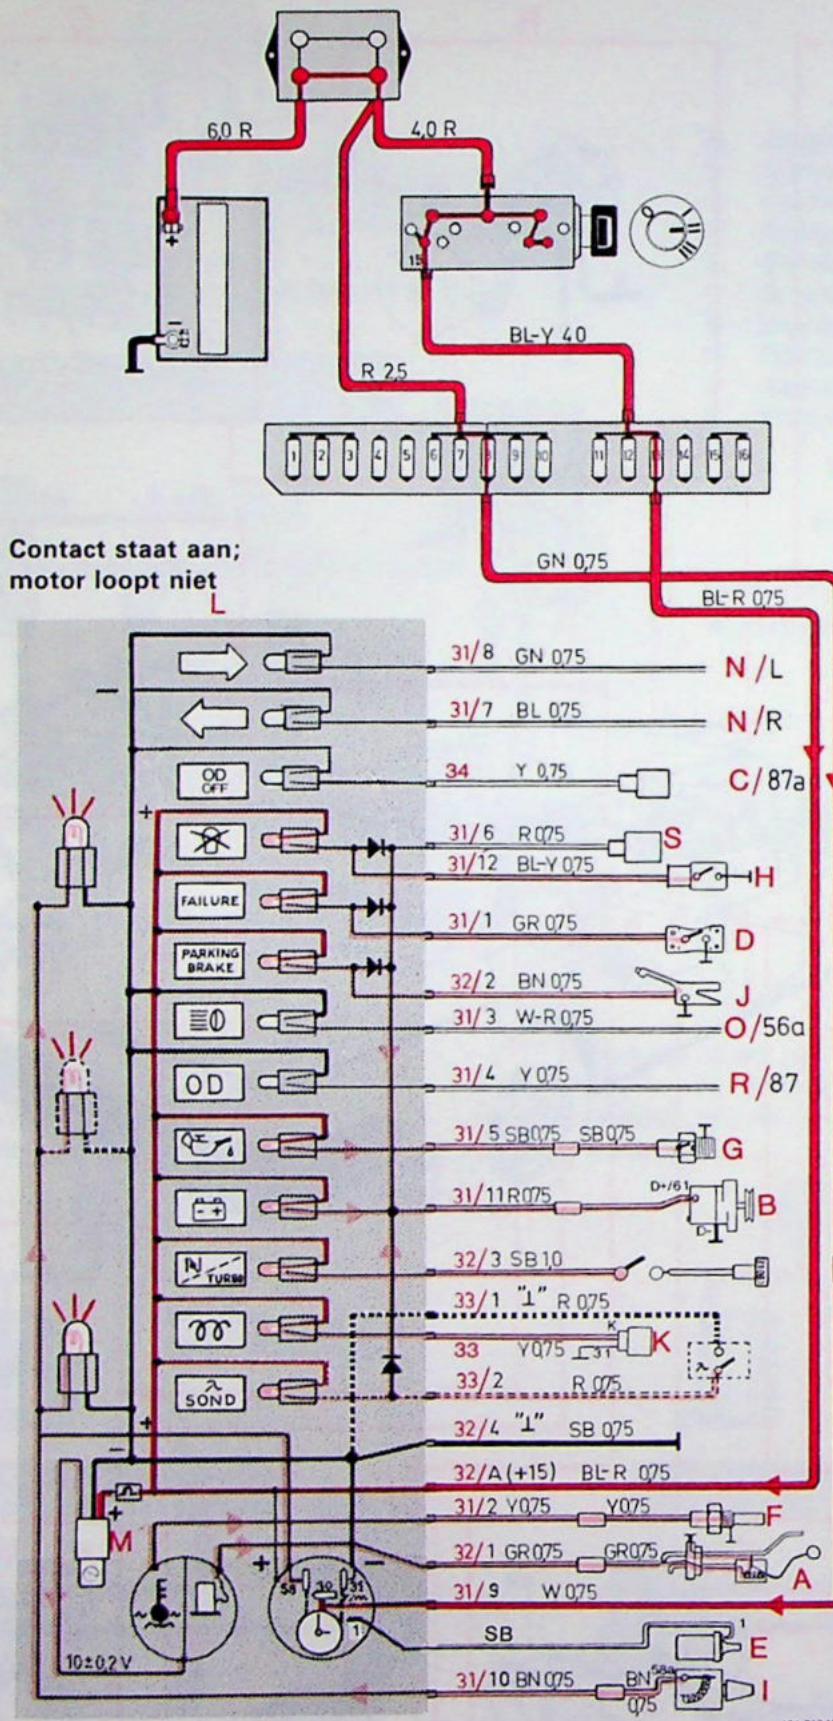 6,0 R
4,0 R
+
−
15
0 I II III
BL-Y 4,0
R 2,5
1 2 3 4 5 6 7 8 9 10 11 12 13 14 15 16
Contact staat aan;
motor loopt niet
GN 0,75
BL-R 0,75
L
31/8 GN 0,75 N/L
−
31/7 BL 0,75 N/R
OD
OFF
34 Y 0,75 C/87a
+
31/6 R 0,75 S
31/12 BL-Y 0,75 H
FAILURE
31/1 GR 0,75 D
PARKING
BRAKE
32/2 BN 0,75 J
31/3 W-R 0,75 O/56a
OD
31/4 Y 0,75 R/87
31/5 SB 0,75 SB 0,75 G
31/11 R 0,75 D+/61 B
D-
TURBO
32/3 SB 1,0
33/1 "⊥" R 0,75
33 Y 0,75 K 31 K
λ
SOND
λ
33/2 R 0,75
+
32/4 "⊥" SB 0,75
−
32/A (+15) BL-R 0,75
+
M
31/2 Y 0,75 Y 0,75 F
32/1 GR 0,75 GR 0,75 A
+ −
58 30 31
31/9 W 0,75
1
SB 1 E
10±0,2 V
31/10 BN 0,75 BN 0,75 58a I